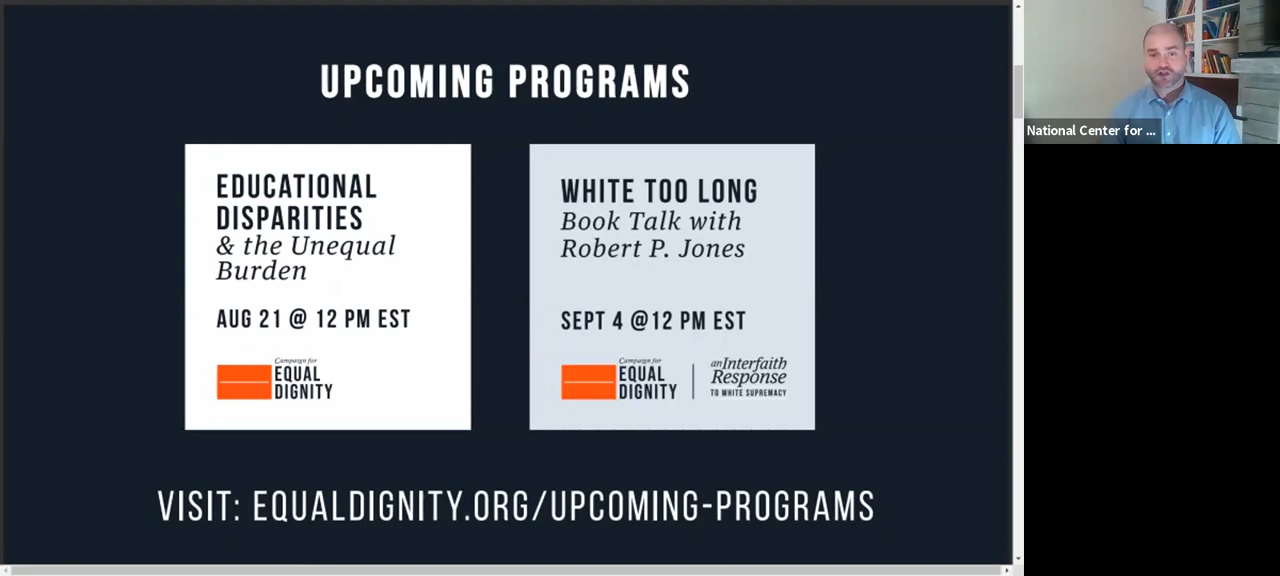 UPCOMING PROGRAMS
EDUCATIONAL
DISPARITIES
& the Unequal
Burden
AUG 21 @ 12 PM EST
Campaign for
EQUAL
DIGNITY
WHITE TOO LONG
Book Talk with
Robert P. Jones
SEPT 4 @12 PM EST
Campaign for
EQUAL
DIGNITY
an Interfaith
Response
TO WHITE SUPREMACY
VISIT: EQUALDIGNITY.ORG/UPCOMING-PROGRAMS
National Center for ...